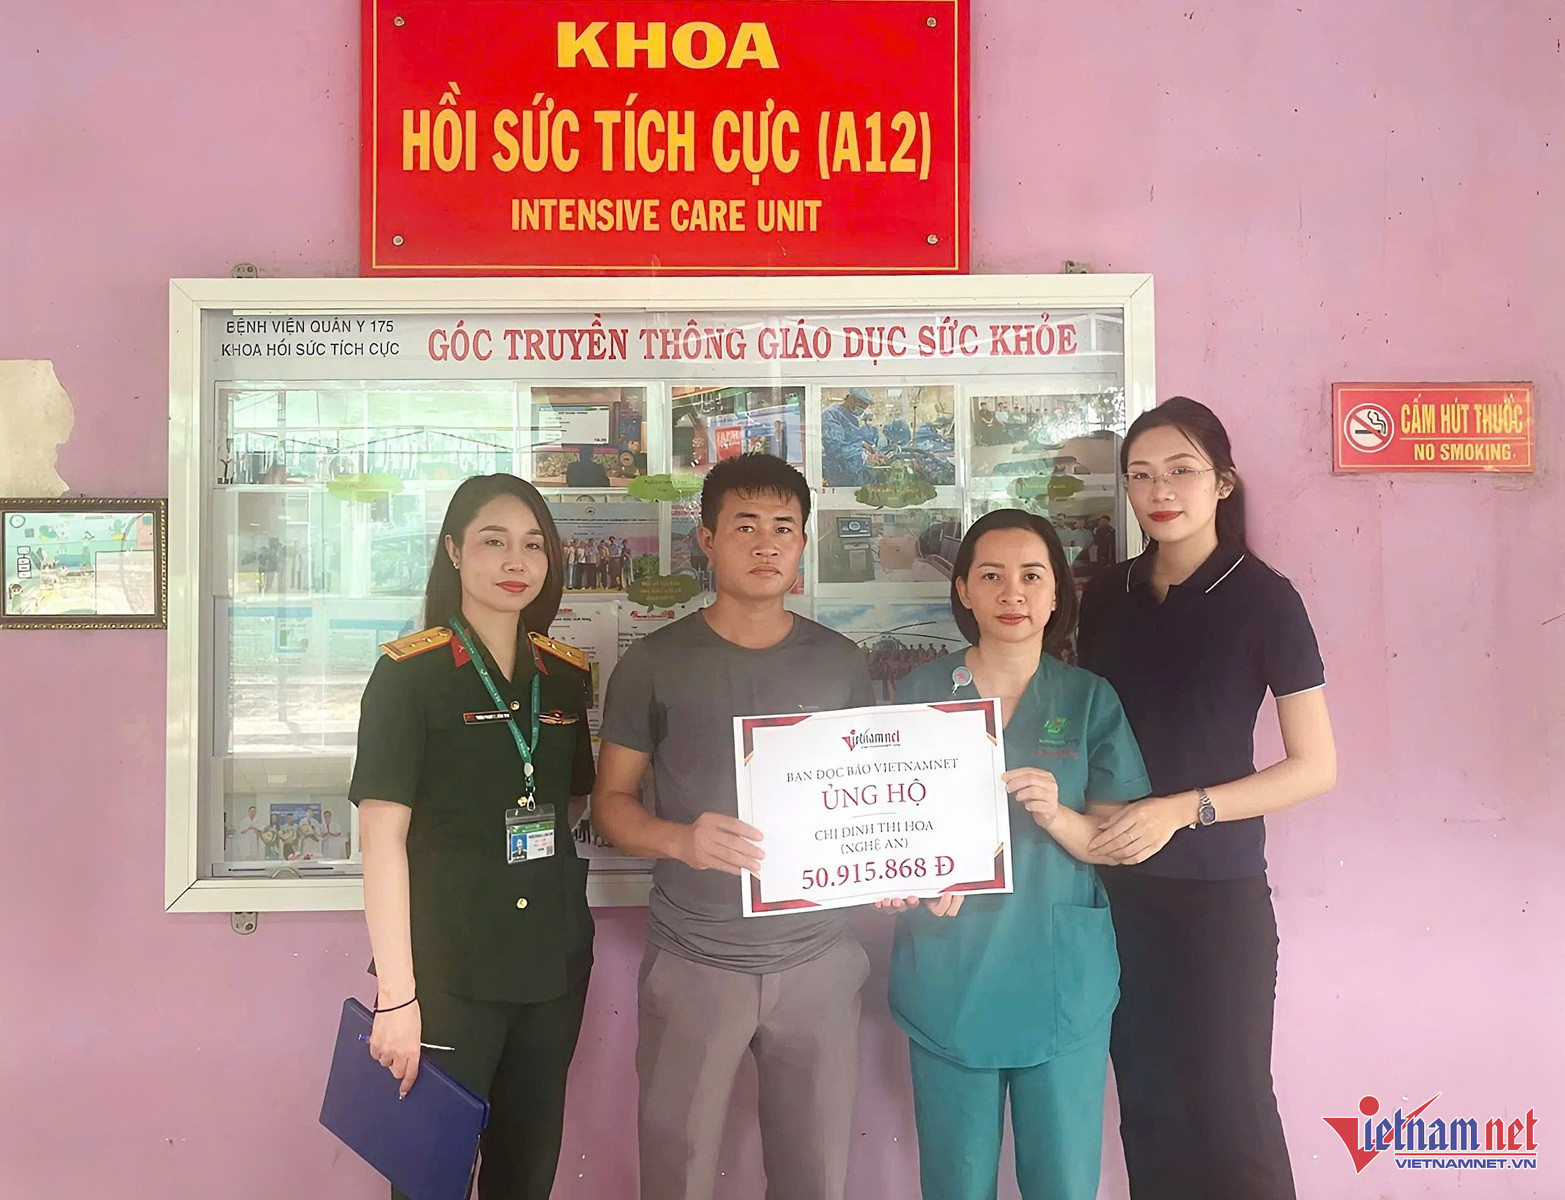 KHOA
HỒI SỨC TÍCH CỰC (A12)
INTENSIVE CARE UNIT
BỆNH VIỆN QUÂN Y 175
KHOA HỒI SỨC TÍCH CỰC
GÓC TRUYỀN THÔNG GIÁO DỤC SỨC KHỎE
CẤM HÚT THUỐC
NO SMOKING
Vietnamnet
BẠN ĐỌC BÁO VIETNAMNET
ỦNG HỘ
CHỊ ĐINH THỊ HOA
(NGHỆ AN)
50.915.868 Đ
Vietnamnet
VIETNAMNET.VN